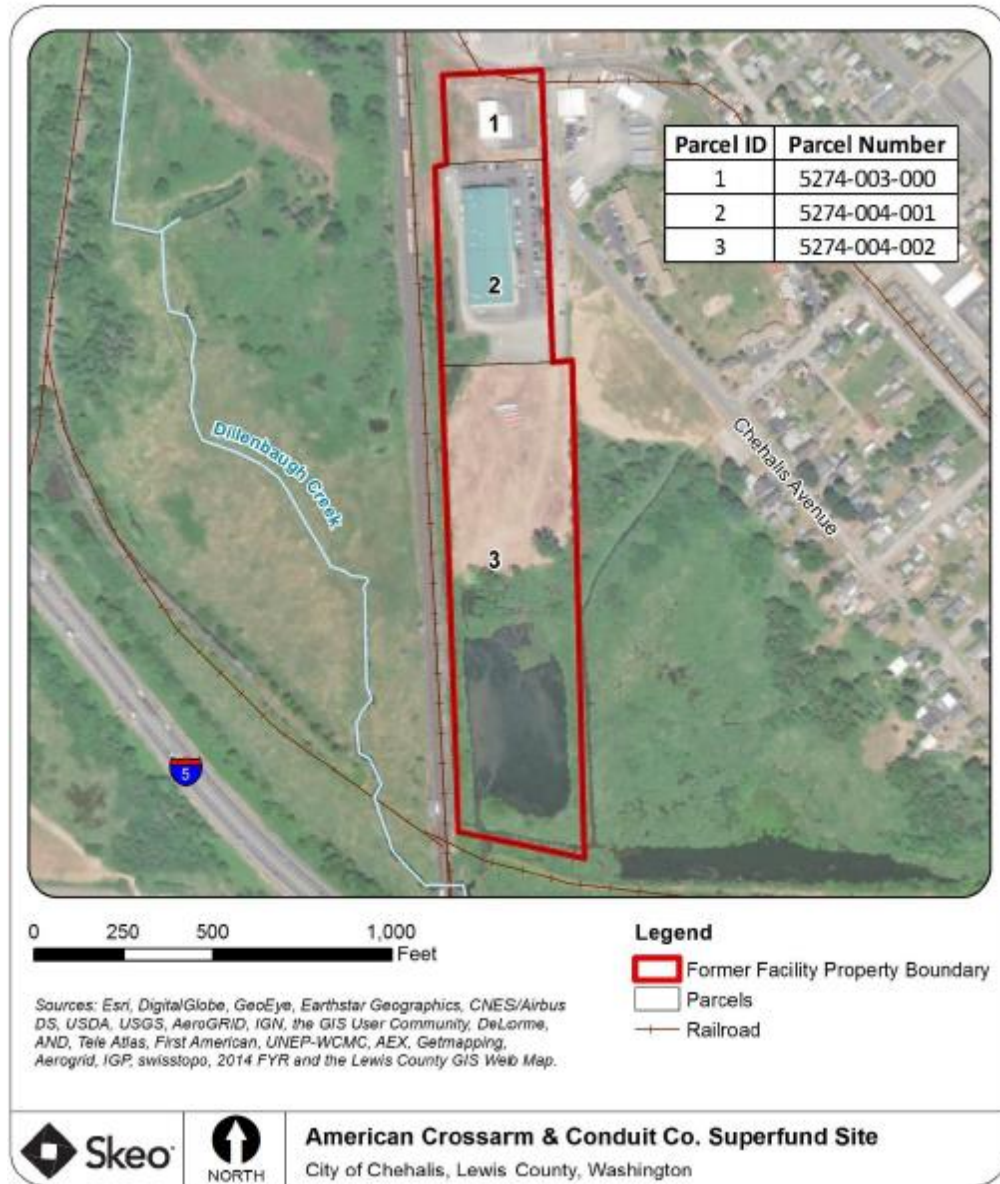 Parcel ID Parcel Number
1 5274-003-000
2 5274-004-001
3 5274-004-002
1
2
3
Dillenbaugh Creek
Chehalis Avenue
5
0 250 500 1,000
Feet
Sources: Esri, DigitalGlobe, GeoEye, Earthstar Geographics, CNES/Airbus
DS, USDA, USGS, AeroGRID, IGN, the GIS User Community, DeLorme,
AND, Tele Atlas, First American, UNEP-WCMC, AEX, Getmapping,
Aerogrid, IGP, swisstopo, 2014 FYR and the Lewis County GIS Web Map.
Legend
Former Facility Property Boundary
Parcels
Railroad
Skeo
NORTH
American Crossarm & Conduit Co. Superfund Site
City of Chehalis, Lewis County, Washington